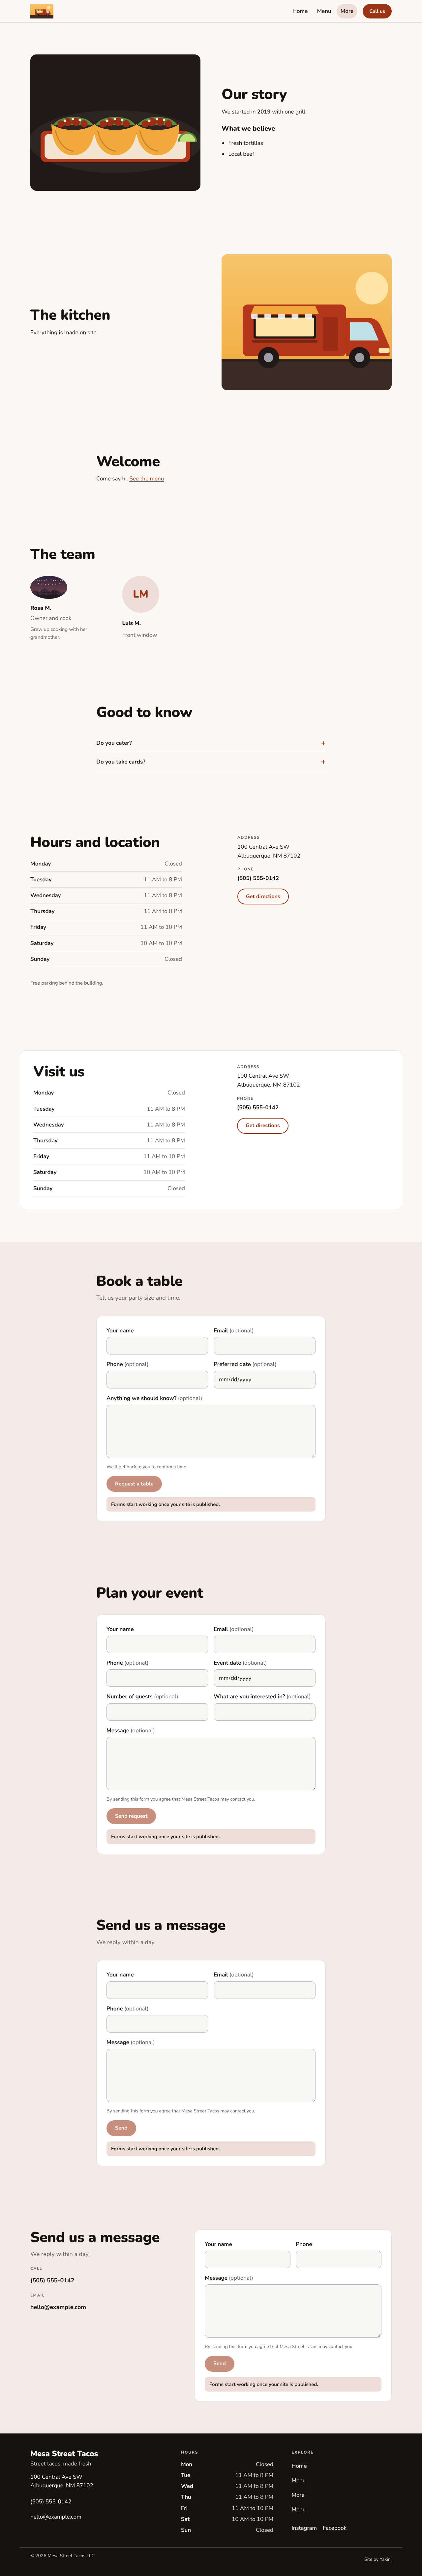 Home Menu More Call us
Our story
We started in 2019 with one grill.
What we believe
• Fresh tortillas
• Local beef
The kitchen
Everything is made on site.
Welcome
Come say hi. See the menu
The team
Rosa M.
Owner and cook
Grew up cooking with her
grandmother.
LM
Luis M.
Front window
Good to know
Do you cater? +
Do you take cards? +
Hours and location
Monday Closed
Tuesday 11 AM to 8 PM
Wednesday 11 AM to 8 PM
Thursday 11 AM to 8 PM
Friday 11 AM to 10 PM
Saturday 10 AM to 10 PM
Sunday Closed
Free parking behind the building.
ADDRESS
100 Central Ave SW
Albuquerque, NM 87102
PHONE
(505) 555-0142
Get directions
Visit us
Monday Closed
Tuesday 11 AM to 8 PM
Wednesday 11 AM to 8 PM
Thursday 11 AM to 8 PM
Friday 11 AM to 10 PM
Saturday 10 AM to 10 PM
Sunday Closed
ADDRESS
100 Central Ave SW
Albuquerque, NM 87102
PHONE
(505) 555-0142
Get directions
Book a table
Tell us your party size and time.
Your name Email (optional)
Phone (optional) Preferred date (optional)
mm/dd/yyyy
Anything we should know? (optional)
We'll get back to you to confirm a time.
Request a table
Forms start working once your site is published.
Plan your event
Your name Email (optional)
Phone (optional) Event date (optional)
mm/dd/yyyy
Number of guests (optional) What are you interested in? (optional)
Message (optional)
By sending this form you agree that Mesa Street Tacos may contact you.
Send request
Forms start working once your site is published.
Send us a message
We reply within a day.
Your name Email (optional)
Phone (optional)
Message (optional)
By sending this form you agree that Mesa Street Tacos may contact you.
Send
Forms start working once your site is published.
Send us a message
We reply within a day.
CALL
(505) 555-0142
EMAIL
hello@example.com
Your name Phone
Message (optional)
By sending this form you agree that Mesa Street Tacos may contact you.
Send
Forms start working once your site is published.
Mesa Street Tacos
Street tacos, made fresh
100 Central Ave SW
Albuquerque, NM 87102
(505) 555-0142
hello@example.com
HOURS
Mon Closed
Tue 11 AM to 8 PM
Wed 11 AM to 8 PM
Thu 11 AM to 8 PM
Fri 11 AM to 10 PM
Sat 10 AM to 10 PM
Sun Closed
EXPLORE
Home
Menu
More
Menu
Instagram Facebook
© 2026 Mesa Street Tacos LLC
Site by Yakini